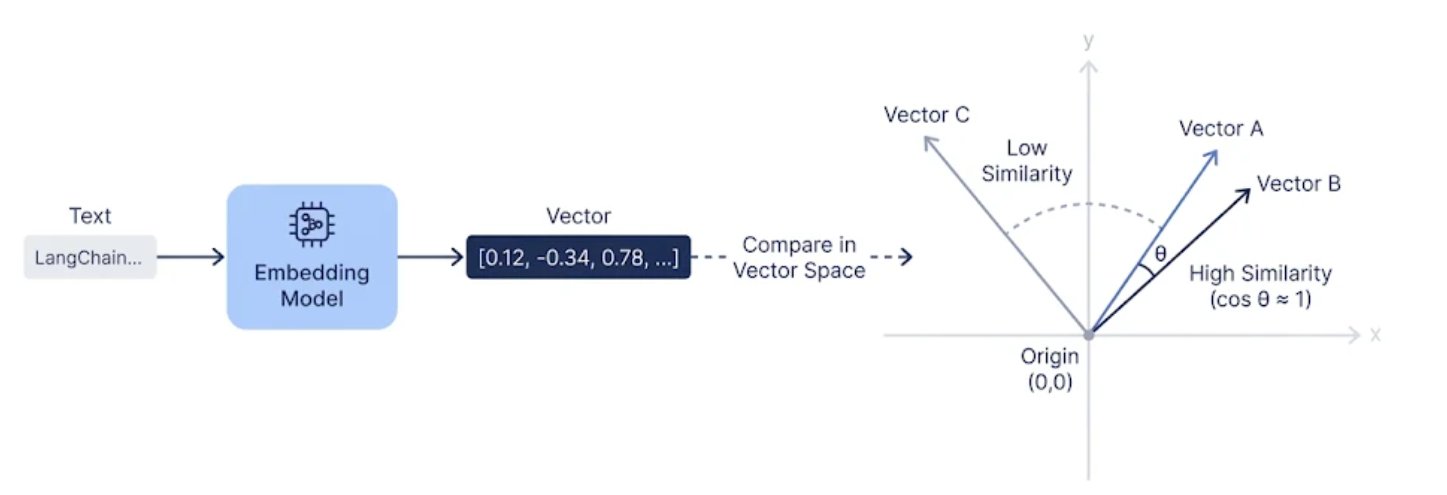 Text
LangChain...
Embedding
Model
Vector
[0.12, -0.34, 0.78, ...]
Compare in
Vector Space
y
Vector C
Low
Similarity
Vector A
Vector B
θ
High Similarity
(cos θ ≈ 1)
x
Origin
(0,0)